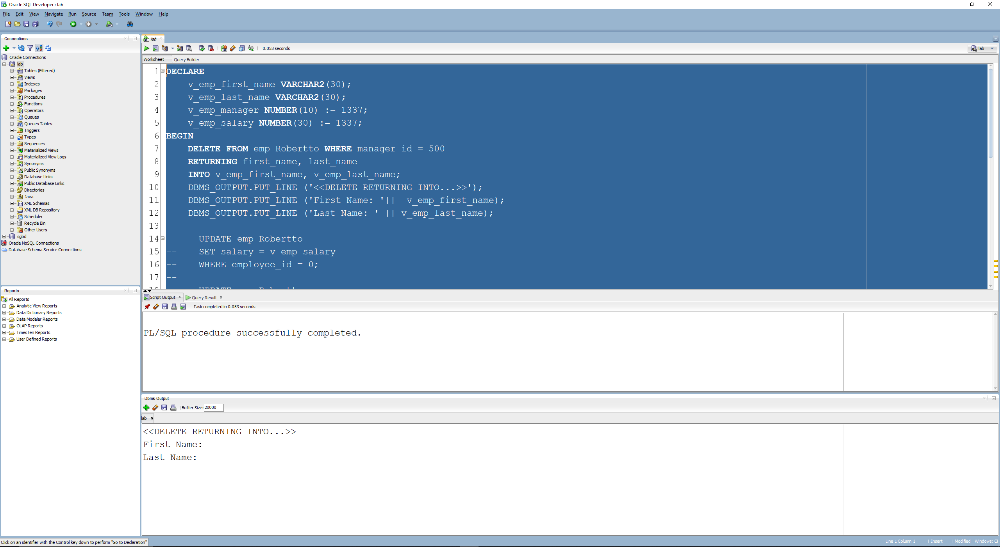 Oracle SQL Developer : lab
File Edit View Navigate Run Source Team Tools Window Help
Connections
Oracle Connections
lab
Tables (Filtered)
Views
Indexes
Packages
Procedures
Functions
Operators
Queues
Queues Tables
Triggers
Types
Sequences
Materialized Views
Materialized View Logs
Synonyms
Public Synonyms
Database Links
Public Database Links
Directories
Java
XML Schemas
XML DB Repository
Scheduler
Recycle Bin
Other Users
sgbd
Oracle NoSQL Connections
Database Schema Service Connections
Reports
All Reports
Analytic View Reports
Data Dictionary Reports
Data Modeler Reports
OLAP Reports
TimesTen Reports
User Defined Reports
lab
0.053 seconds
lab
Worksheet Query Builder
1 DECLARE
2 v_emp_first_name VARCHAR2(30);
3 v_emp_last_name VARCHAR2(30);
4 v_emp_manager NUMBER(10) := 1337;
5 v_emp_salary NUMBER(30) := 1337;
6 BEGIN
7 DELETE FROM emp_Robertto WHERE manager_id = 500
8 RETURNING first_name, last_name
9 INTO v_emp_first_name, v_emp_last_name;
10 DBMS_OUTPUT.PUT_LINE ('<<DELETE RETURNING INTO...>>');
11 DBMS_OUTPUT.PUT_LINE ('First Name: '||  v_emp_first_name);
12 DBMS_OUTPUT.PUT_LINE ('Last Name: ' || v_emp_last_name);
13
14 -- UPDATE emp_Robertto
15 -- SET salary = v_emp_salary
16 -- WHERE employee_id = 0;
17 --
Script Output Query Result
Task completed in 0.053 seconds
PL/SQL procedure successfully completed.
Dbms Output
Buffer Size: 20000
lab
<<DELETE RETURNING INTO...>>
First Name:
Last Name:
Click on an identifier with the Control key down to perform "Go to Declaration"
| Line 1 Column 1 | Insert | Modified | Windows: CF